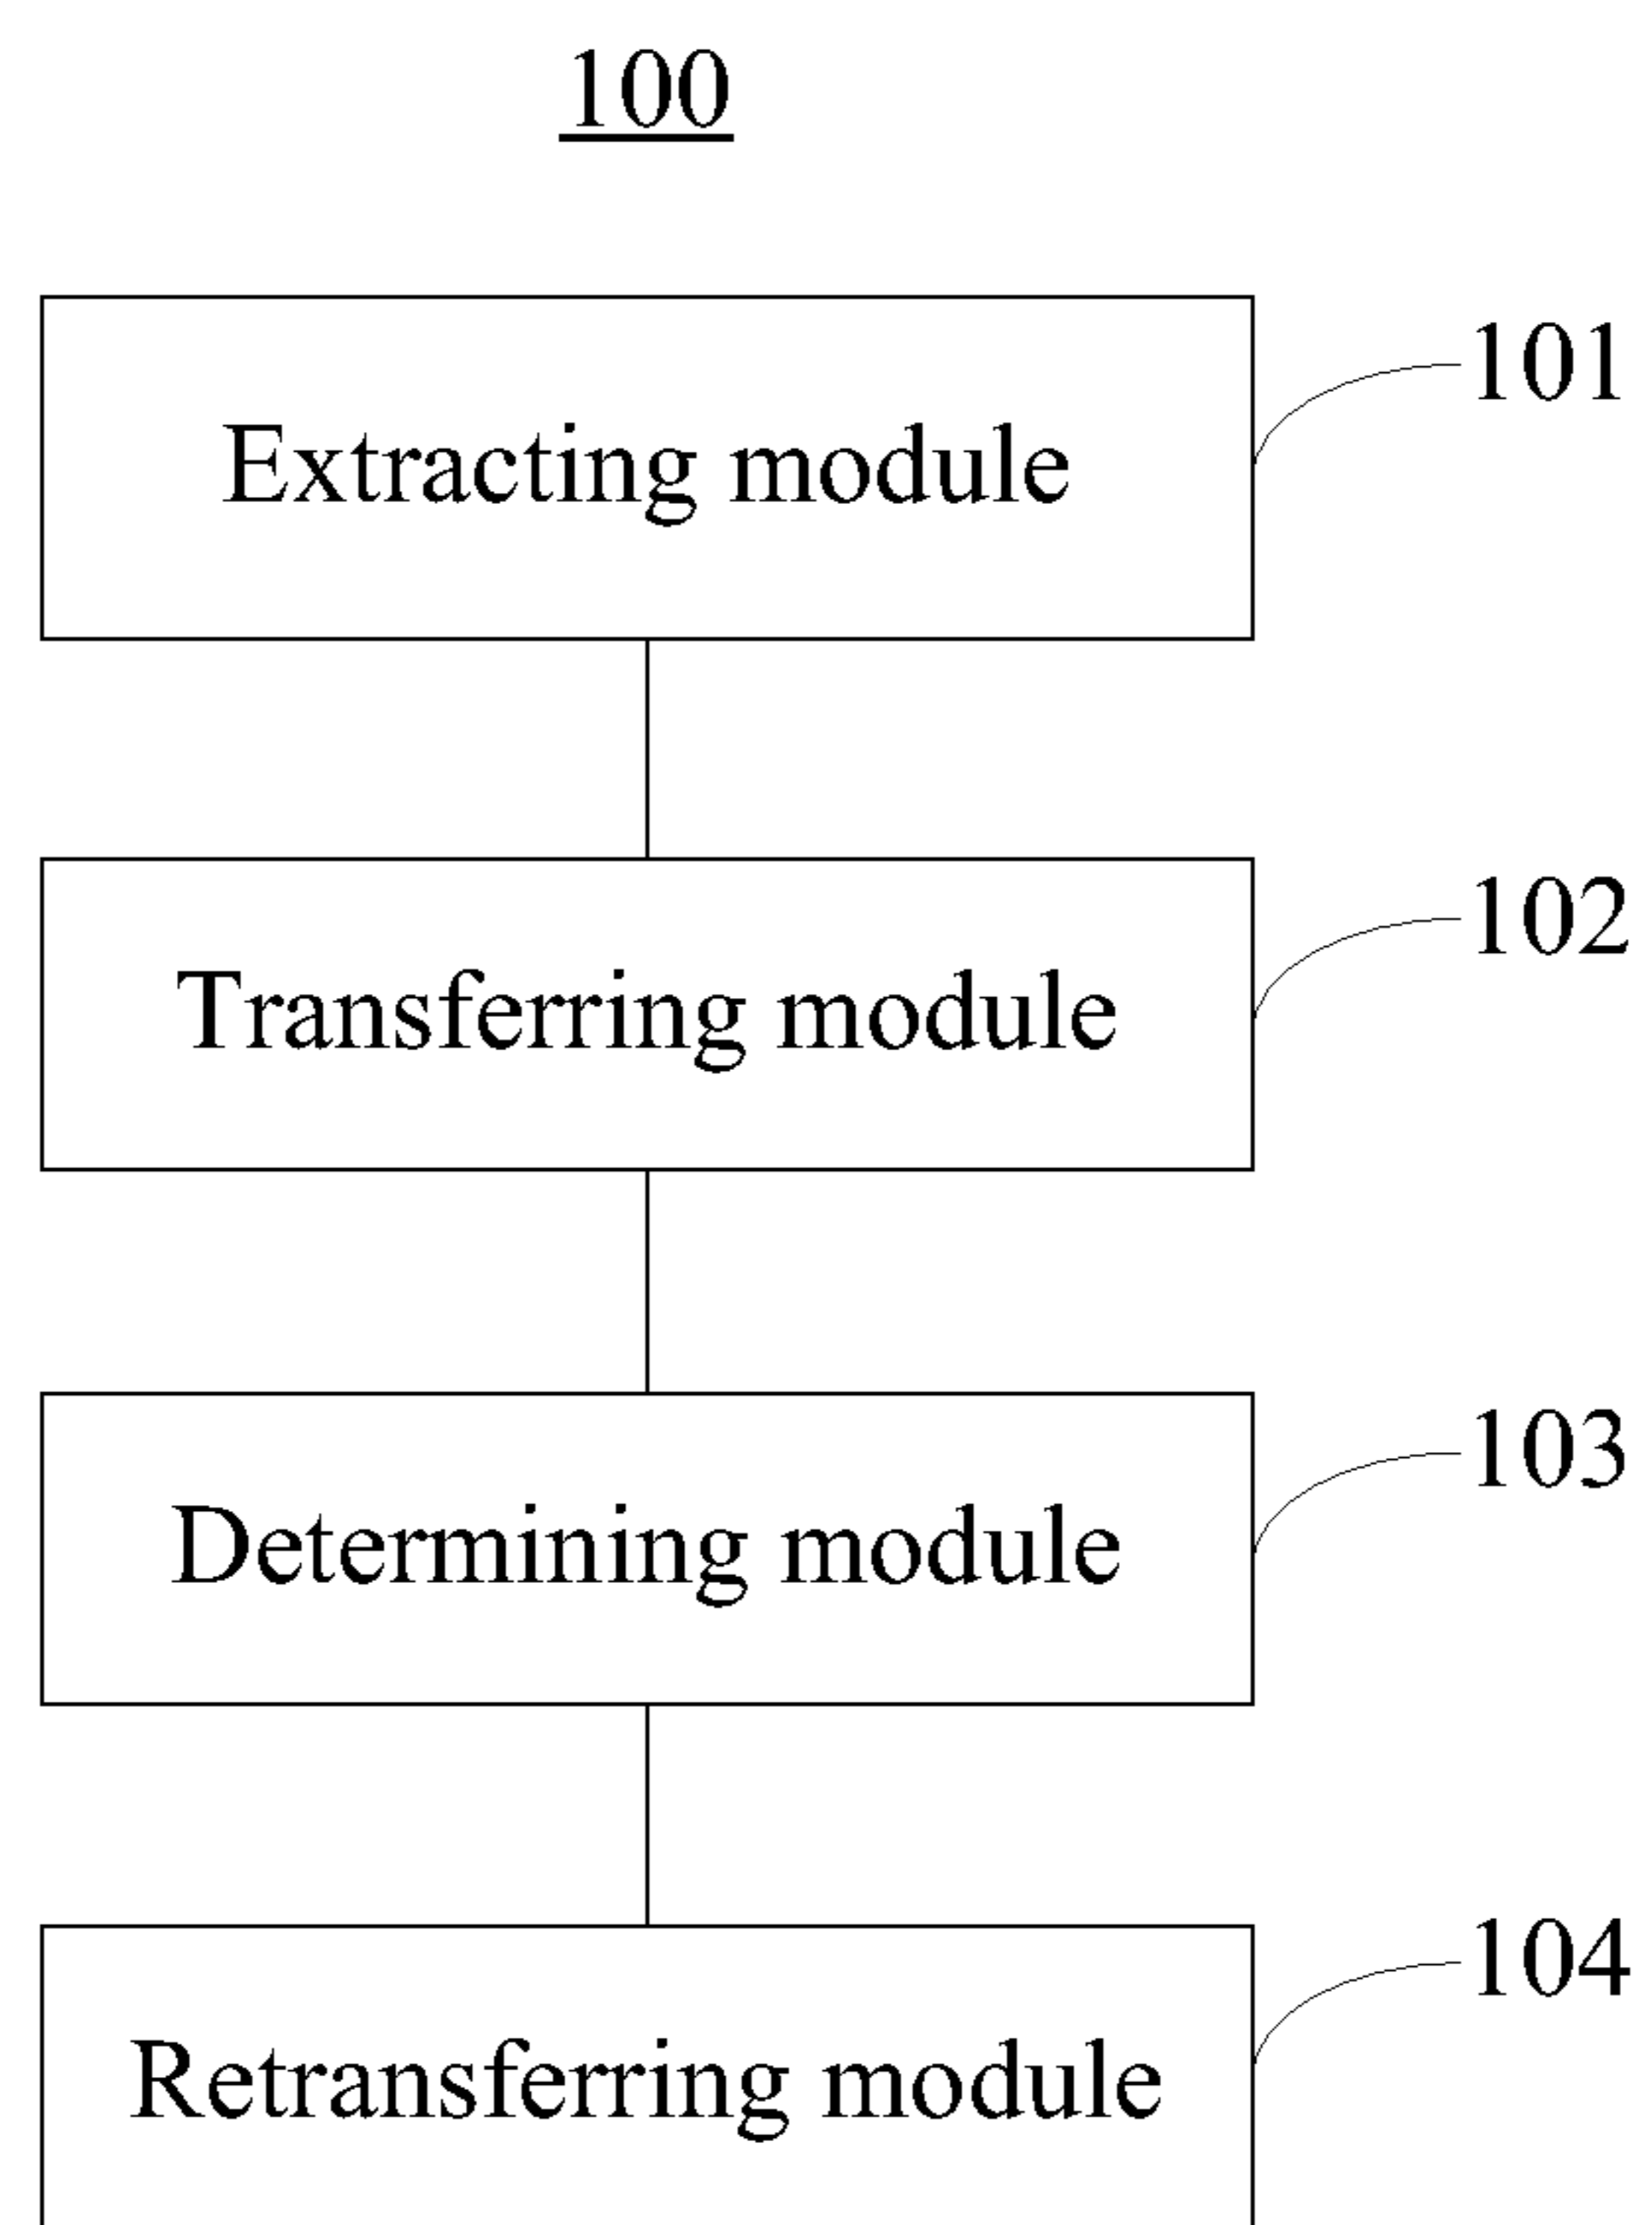 100
Extracting module
101
Transferring module
102
Determining module
103
Retransferring module
104